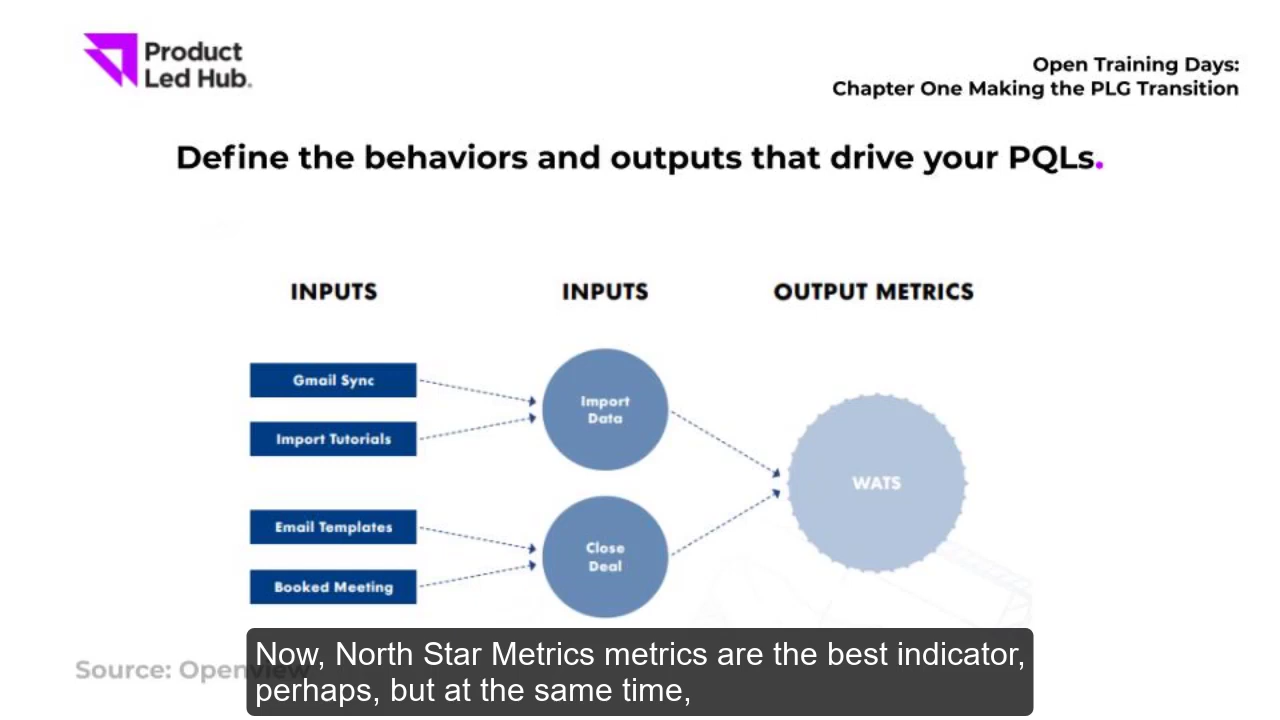 Product
Led Hub.
Open Training Days:
Chapter One Making the PLG Transition
Define the behaviors and outputs that drive your PQLs.
INPUTS
INPUTS
OUTPUT METRICS
Gmail Sync
Import Tutorials
Email Templates
Booked Meeting
Import
Data
Close
Deal
WATS
Source: Openview
Now, North Star Metrics metrics are the best indicator,
perhaps, but at the same time,